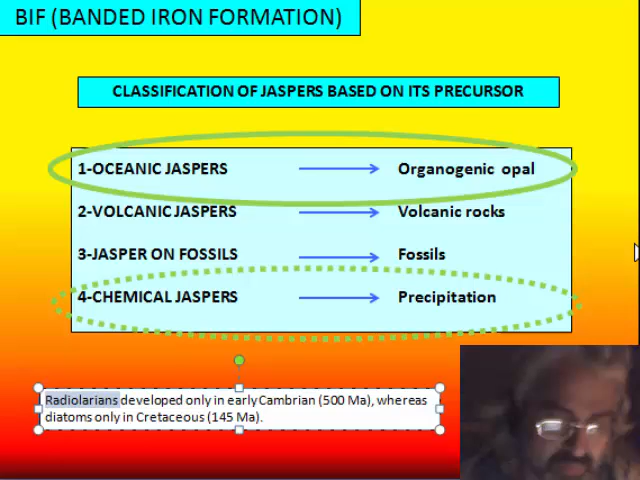 BIF (BANDED IRON FORMATION)
CLASSIFICATION OF JASPERS BASED ON ITS PRECURSOR
1-OCEANIC JASPERS Organogenic opal
2-VOLCANIC JASPERS Volcanic rocks
3-JASPER ON FOSSILS Fossils
4-CHEMICAL JASPERS Precipitation
Radiolarians developed only in early Cambrian (500 Ma), whereas
diatoms only in Cretaceous (145 Ma).